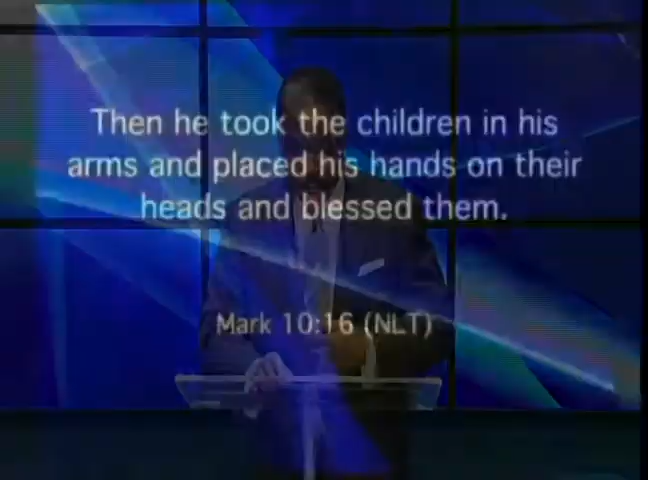 Then he took the children in his
arms and placed his hands on their
heads and blessed them.
Mark 10:16 (NLT)